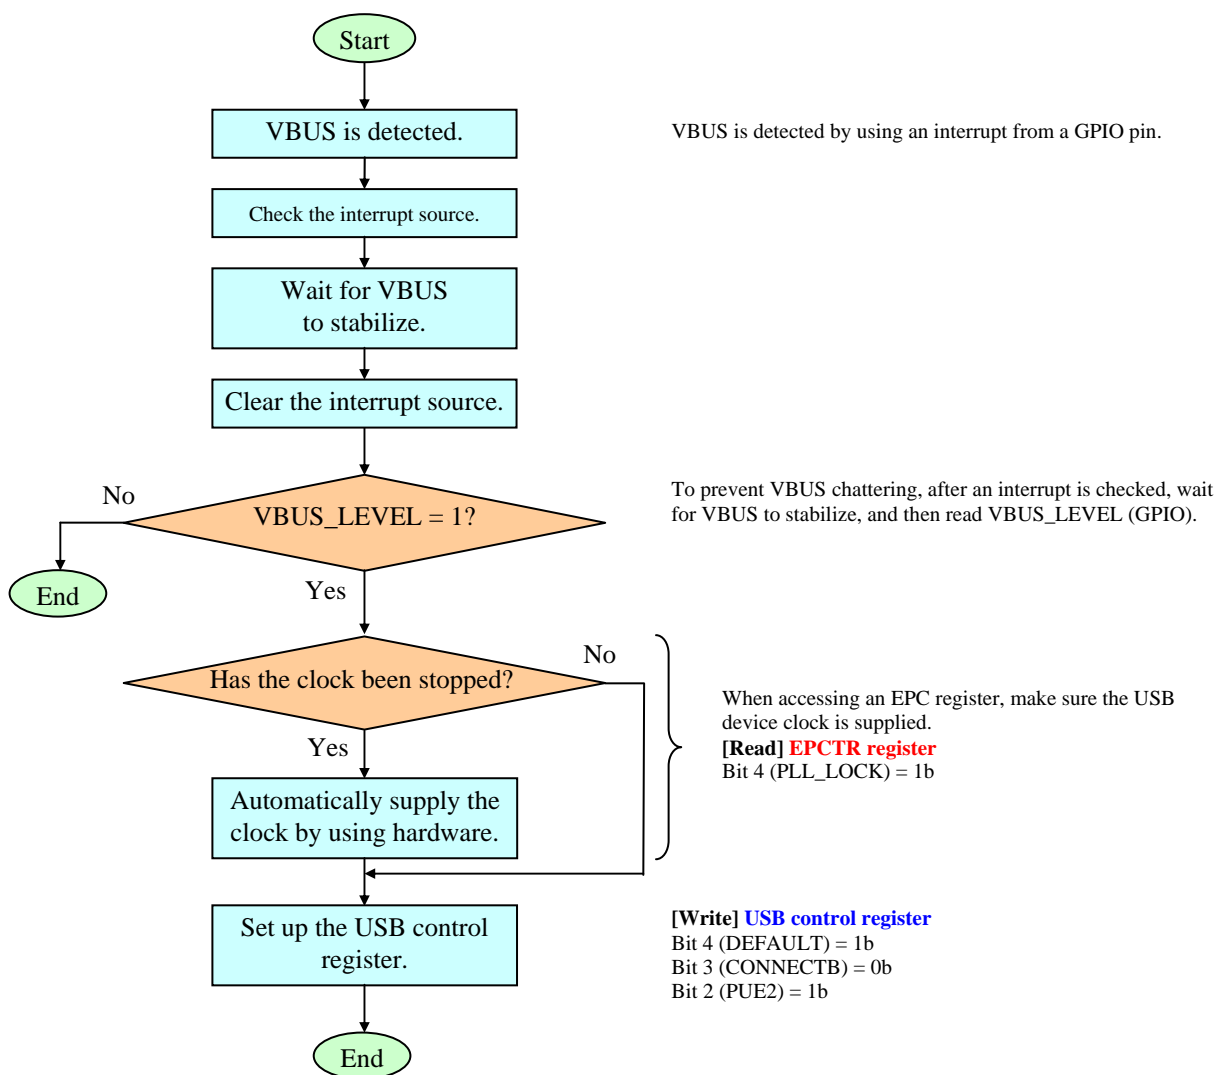 Start
VBUS is detected.
VBUS is detected by using an interrupt from a GPIO pin.
Check the interrupt source.
Wait for VBUS
to stabilize.
Clear the interrupt source.
No
VBUS_LEVEL = 1?
To prevent VBUS chattering, after an interrupt is checked, wait
for VBUS to stabilize, and then read VBUS_LEVEL (GPIO).
End
Yes
No
Has the clock been stopped?
When accessing an EPC register, make sure the USB
device clock is supplied.
[Read] EPCTR register
Bit 4 (PLL_LOCK) = 1b
Yes
Automatically supply the
clock by using hardware.
Set up the USB control
register.
[Write] USB control register
Bit 4 (DEFAULT) = 1b
Bit 3 (CONNECTB) = 0b
Bit 2 (PUE2) = 1b
End